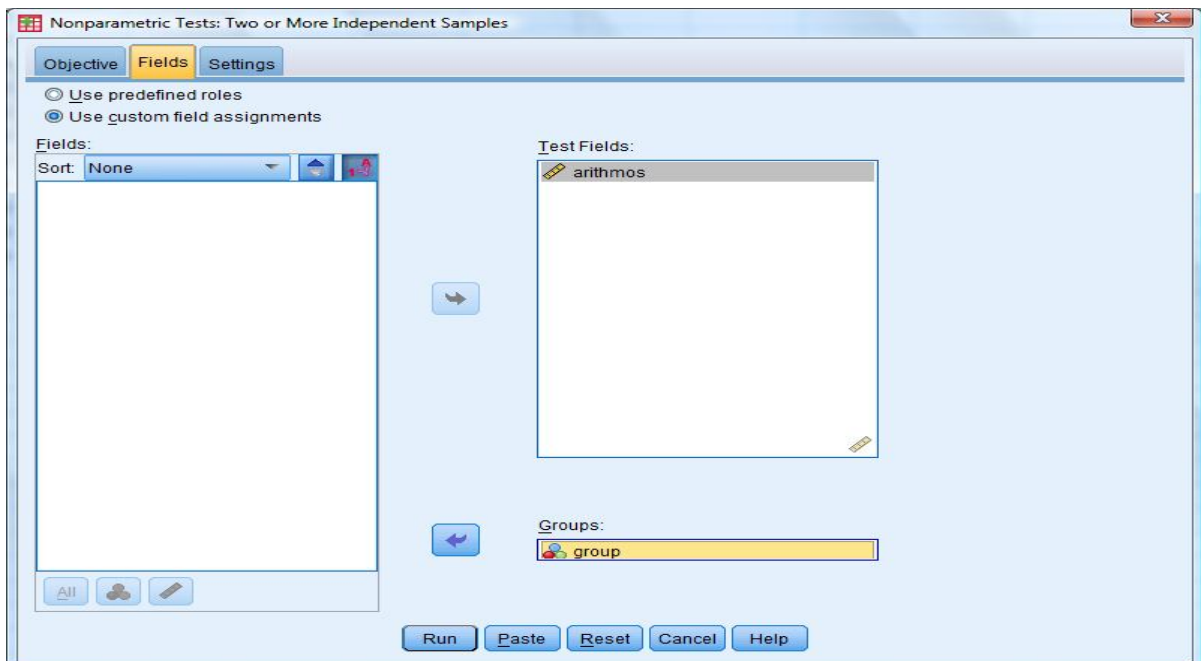 Nonparametric Tests: Two or More Independent Samples
Objective Fields Settings
Use predefined roles
Use custom field assignments
Fields:
Sort: None
Test Fields:
arithmos
Groups:
group
All
Run Paste Reset Cancel Help